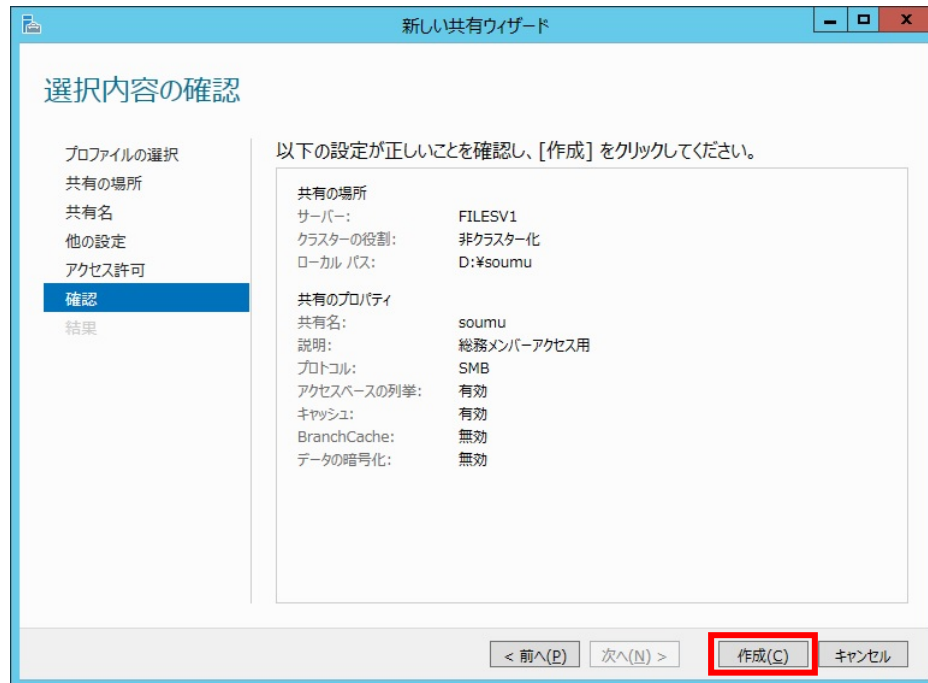 新しい共有ウィザード
選択内容の確認
プロファイルの選択
共有の場所
共有名
他の設定
アクセス許可
確認
結果
以下の設定が正しいことを確認し、[作成] をクリックしてください。
共有の場所
サーバー: FILESV1
クラスターの役割: 非クラスター化
ローカル パス: D:¥soumu
共有のプロパティ
共有名: soumu
説明: 総務メンバーアクセス用
プロトコル: SMB
アクセスベースの列挙: 有効
キャッシュ: 有効
BranchCache: 無効
データの暗号化: 無効
< 前へ(P) 次へ(N) > 作成(C) キャンセル